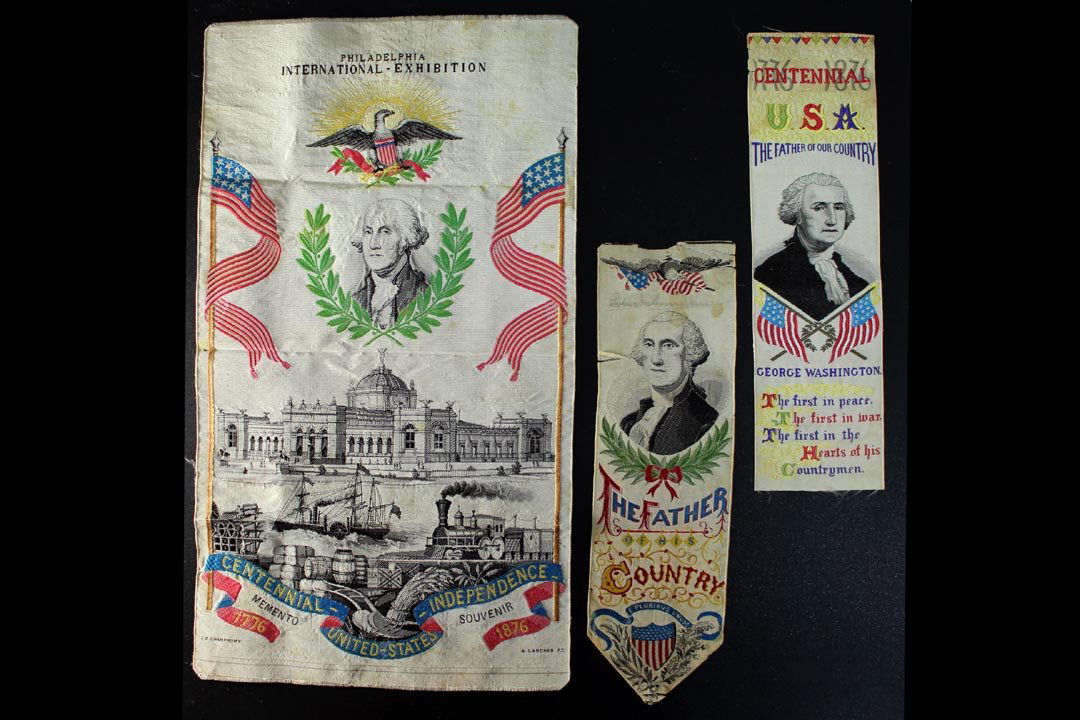 PHILADELPHIA
INTERNATIONAL-EXHIBITION
W
CENTENNIAL - - INDEPENDENCE -
MEMENTO
SOUVENIR
1776
1876
UNITED-STATES
A. LARCHER
E PLURIBUS UNUM
THE FATHER
OF HIS
COUNTRY
1776 1876
CENTENNIAL
U.S.A.
THE FATHER OF OUR COUNTRY
GEORGE WASHINGTON.
The first in peace.
The first in war.
The first in the
Hearts of his
Countrymen.